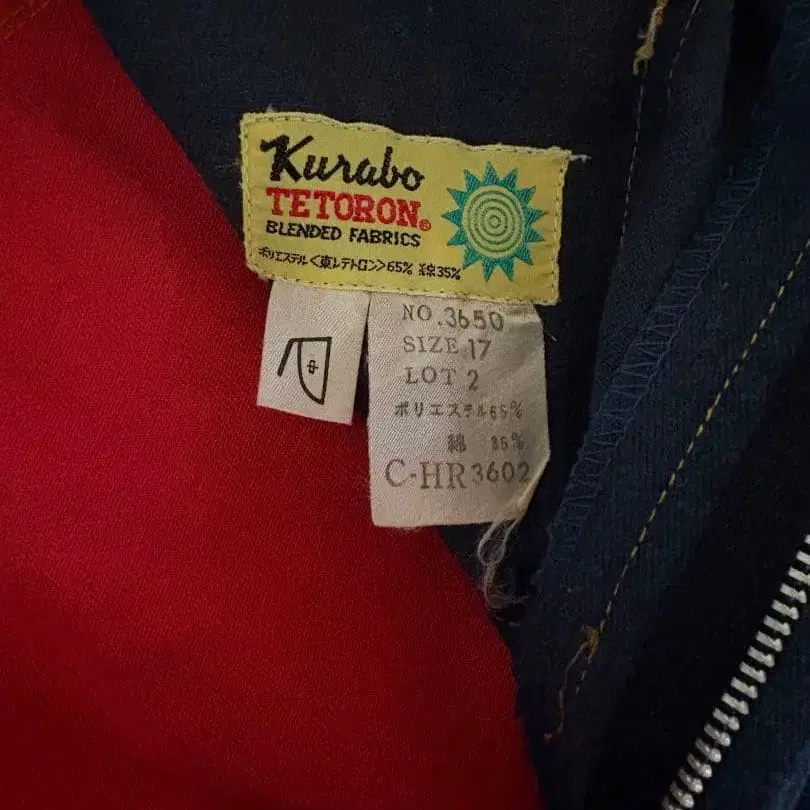 Kurabo
TETORON®
BLENDED FABRICS
ポリエステル<東レテトロン>65% 綿35%
NO.3650
SIZE 17
LOT 2
ポリエステル65%
綿 35%
C-HR3602